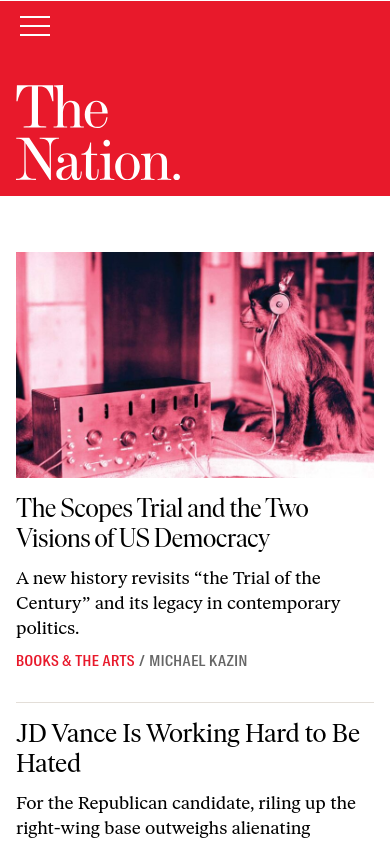 The
Nation.
The Scopes Trial and the Two
Visions of US Democracy
A new history revisits “the Trial of the
Century” and its legacy in contemporary
politics.
BOOKS & THE ARTS / MICHAEL KAZIN
JD Vance Is Working Hard to Be
Hated
For the Republican candidate, riling up the
right-wing base outweighs alienating